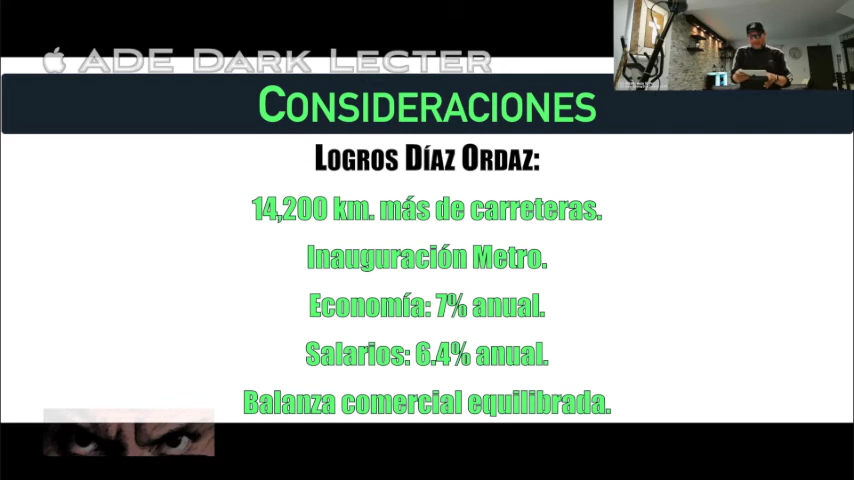 ADE DARK LECTER
CONSIDERACIONES
LOGROS DÍAZ ORDAZ:
14,200 km. más de carreteras.
Inauguración Metro.
Economía: 7% anual.
Salarios: 6.4% anual.
Balanza comercial equilibrada.